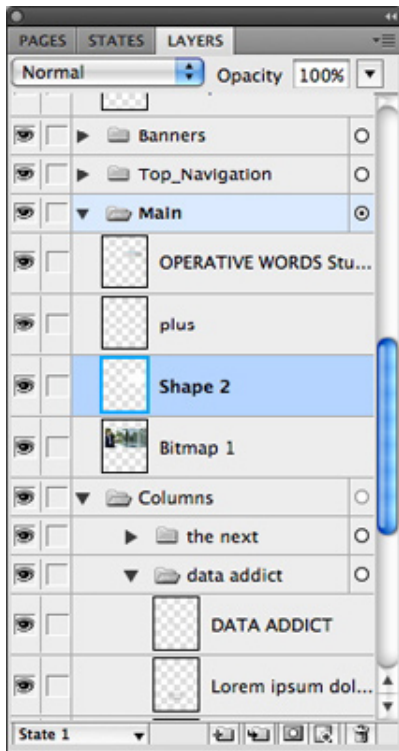 PAGES STATES LAYERS
Normal Opacity 100%
Banners
Top_Navigation
Main
OPERATIVE WORDS Stu...
plus
Shape 2
Bitmap 1
Columns
the next
data addict
DATA ADDICT
Lorem ipsum dol...
State 1